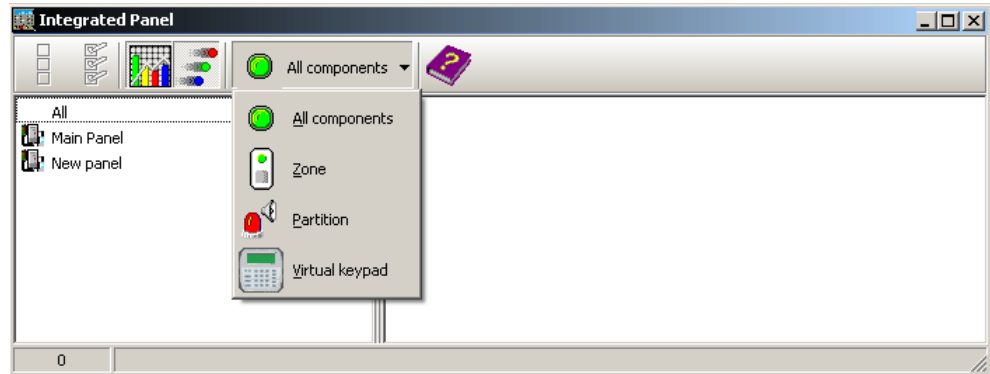 Integrated Panel
All components
All
Main Panel
New panel
All components
Zone
Partition
Virtual keypad
0